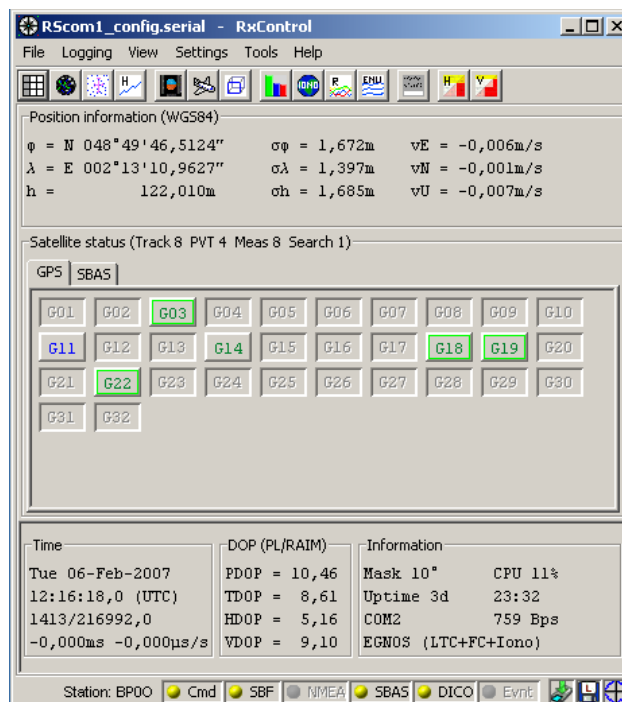 RScom1_config.serial - RxControl
File Logging View Settings Tools Help
H IONO R ENU H V
Position information (WGS84)
φ = N 048°49'46,5124" σφ = 1,672m vE = -0,006m/s
λ = E 002°13'10,9627" σλ = 1,397m vN = -0,001m/s
h = 122,010m σh = 1,685m vU = -0,007m/s
Satellite status (Track 8 PVT 4 Meas 8 Search 1)
GPS SBAS
G01 G02 G03 G04 G05 G06 G07 G08 G09 G10
G11 G12 G13 G14 G15 G16 G17 G18 G19 G20
G21 G22 G23 G24 G25 G26 G27 G28 G29 G30
G31 G32
Time DOP (PL/RAIM) Information
Tue 06-Feb-2007 PDOP = 10,46 Mask 10° CPU 11%
12:16:18,0 (UTC) TDOP = 8,61 Uptime 3d 23:32
1413/216992,0 HDOP = 5,16 COM2 759 Bps
-0,000ms -0,000µs/s VDOP = 9,10 EGNOS (LTC+FC+Iono)
Station: BP0O Cmd SBF NMEA SBAS DICO Evnt L